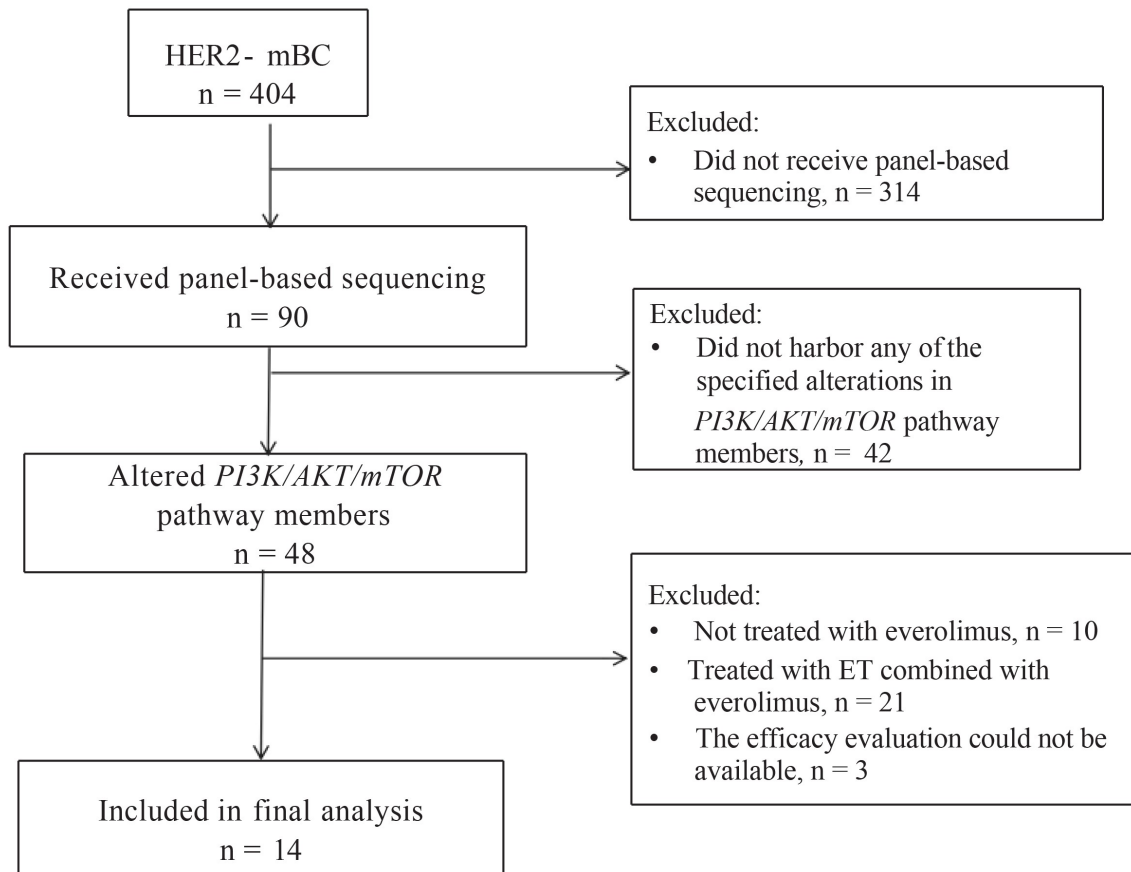 HER2- mBC
n = 404
Excluded:
• Did not receive panel-based
sequencing, n = 314
Received panel-based sequencing
n = 90
Excluded:
• Did not harbor any of the
specified alterations in
PI3K/AKT/mTOR pathway
members, n = 42
Altered PI3K/AKT/mTOR
pathway members
n = 48
Excluded:
• Not treated with everolimus, n = 10
• Treated with ET combined with
everolimus, n = 21
• The efficacy evaluation could not be
available, n = 3
Included in final analysis
n = 14